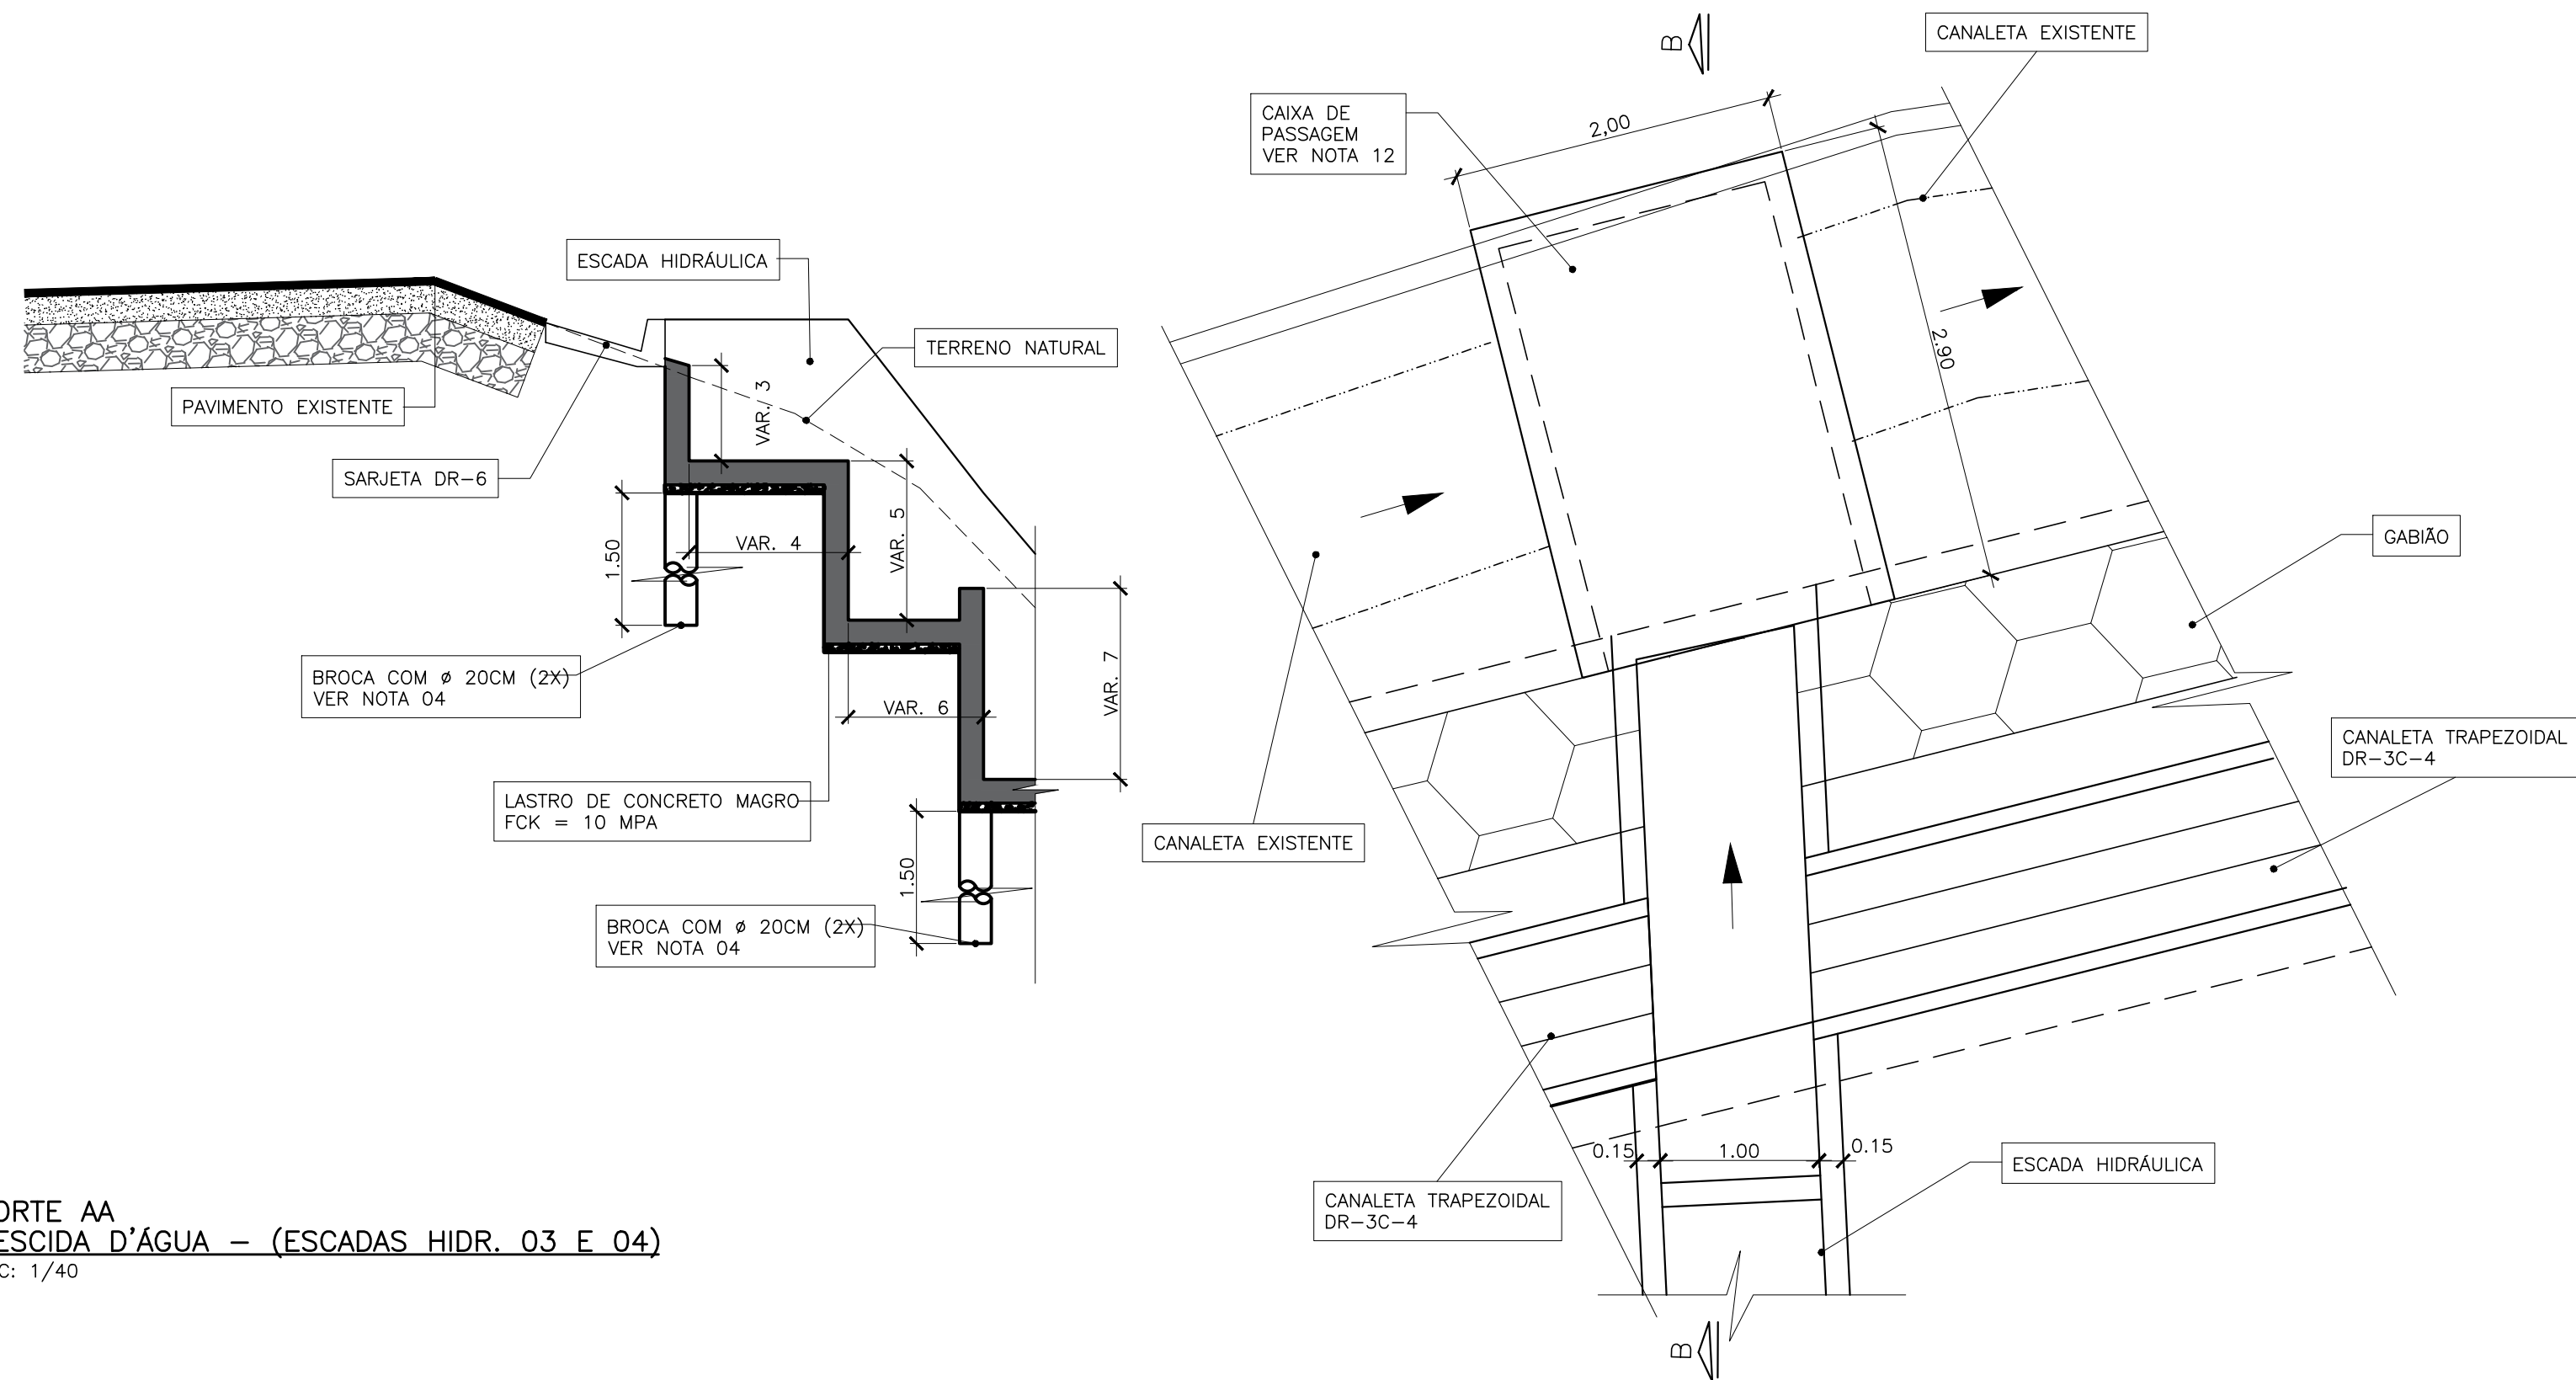 ESCADA HIDRÁULICA
TERRENO NATURAL
PAVIMENTO EXISTENTE
SARJETA DR-6
VAR. 3
VAR. 4
VAR. 5
1.50
BROCA COM ø 20CM (2X)
VER NOTA 04
VAR. 6
VAR. 7
LASTRO DE CONCRETO MAGRO
FCK = 10 MPA
1.50
BROCA COM ø 20CM (2X)
VER NOTA 04
ORTE AA
ESCIDA D'ÁGUA – (ESCADAS HIDR. 03 E 04)
C: 1/40
B
CANALETA EXISTENTE
CAIXA DE
PASSAGEM
VER NOTA 12
2,00
2.90
GABIÃO
CANALETA TRAPEZOIDAL
DR-3C-4
CANALETA EXISTENTE
0.15
1.00
0.15
ESCADA HIDRÁULICA
CANALETA TRAPEZOIDAL
DR-3C-4
B